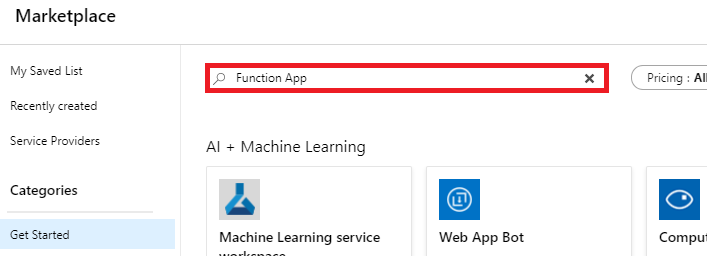 Marketplace
My Saved List
Recently created
Service Providers
Categories
Get Started
Function App
Pricing : All
AI + Machine Learning
Machine Learning service
workspace
Web App Bot
Comput